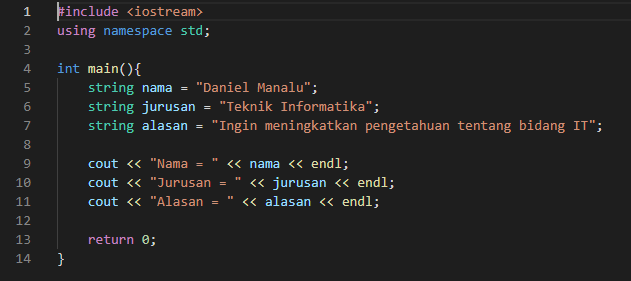 1 #include <iostream>
2 using namespace std;
3
4 int main(){
5 string nama = "Daniel Manalu";
6 string jurusan = "Teknik Informatika";
7 string alasan = "Ingin meningkatkan pengetahuan tentang bidang IT";
8
9 cout << "Nama = " << nama << endl;
10 cout << "Jurusan = " << jurusan << endl;
11 cout << "Alasan = " << alasan << endl;
12
13 return 0;
14 }